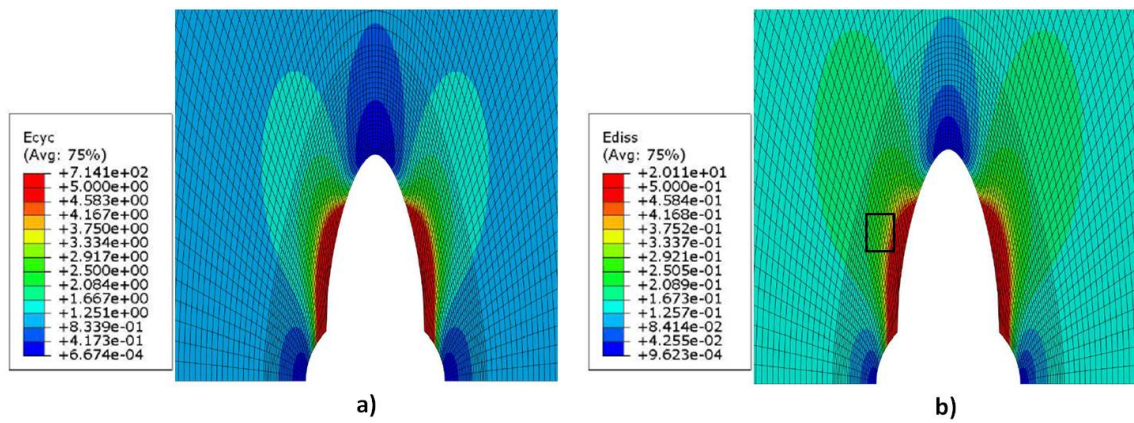 Ecyc
(Avg: 75%)
+7.141e+02
+5.000e+00
+4.583e+00
+4.167e+00
+3.750e+00
+3.334e+00
+2.917e+00
+2.500e+00
+2.084e+00
+1.667e+00
+1.251e+00
+8.339e-01
+4.173e-01
+6.674e-04
a)
Ediss
(Avg: 75%)
+2.011e+01
+5.000e-01
+4.584e-01
+4.168e-01
+3.752e-01
+3.337e-01
+2.921e-01
+2.505e-01
+2.089e-01
+1.673e-01
+1.257e-01
+8.414e-02
+4.255e-02
+9.623e-04
b)